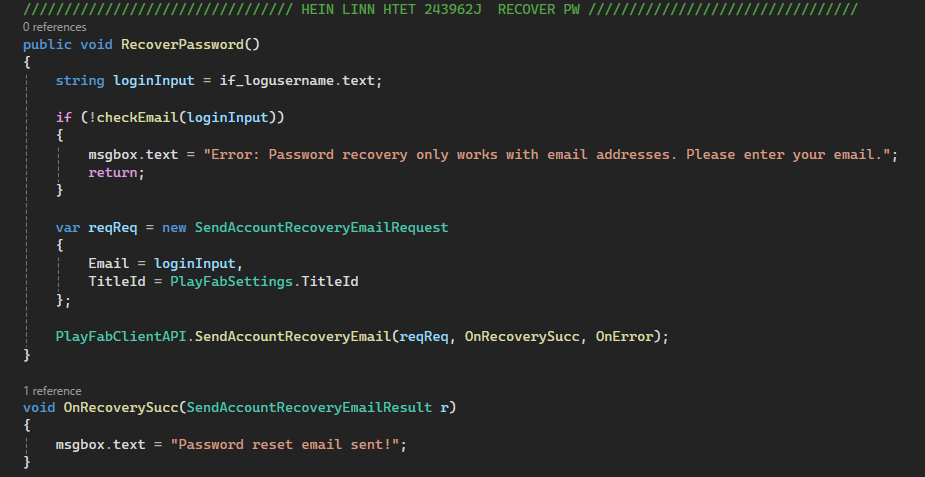 ///////////////////////////////// HEIN LINN HTET 243962J  RECOVER PW /////////////////////////////////
0 references
public void RecoverPassword()
{
    string loginInput = if_logusername.text;
    if (!checkEmail(loginInput))
    {
        msgbox.text = "Error: Password recovery only works with email addresses. Please enter your email.";
        return;
    }
    var reqReq = new SendAccountRecoveryEmailRequest
    {
        Email = loginInput,
        TitleId = PlayFabSettings.TitleId
    };
    PlayFabClientAPI.SendAccountRecoveryEmail(reqReq, OnRecoverySucc, OnError);
}
1 reference
void OnRecoverySucc(SendAccountRecoveryEmailResult r)
{
    msgbox.text = "Password reset email sent!";
}